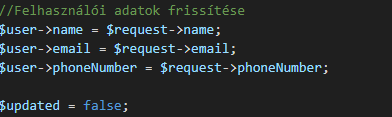 //Felhasználói adatok frissítése
$user->name = $request->name;
$user->email = $request->email;
$user->phoneNumber = $request->phoneNumber;
$updated = false;